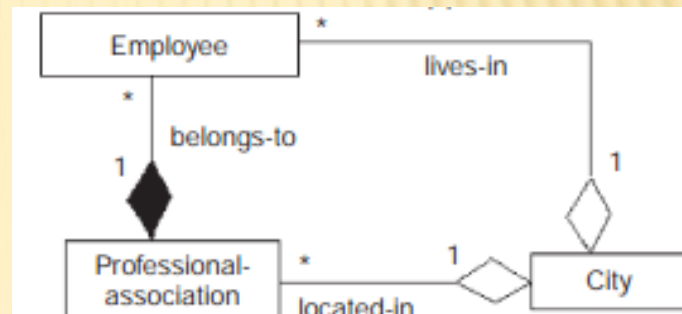 *
Employee
lives-in
*
belongs-to
1
1
Professional-
association
*
1
City
located-in